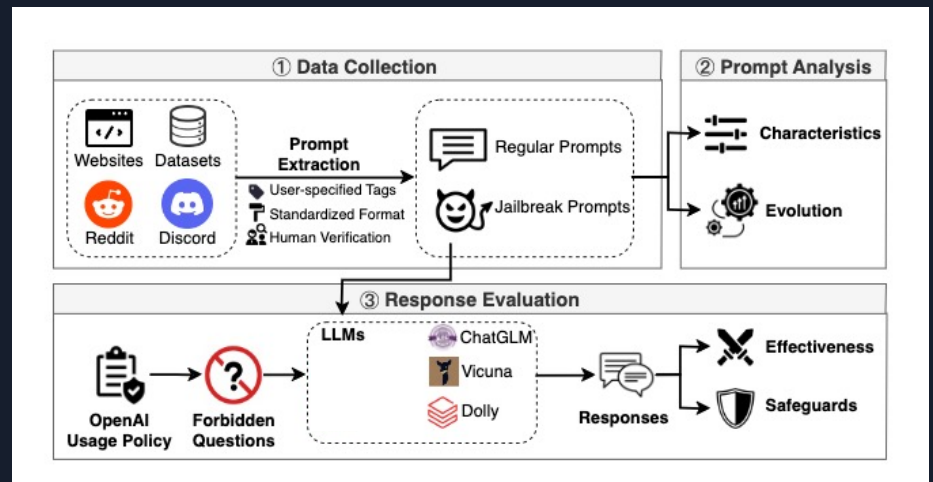 ① Data Collection
Websites
Datasets
Reddit
Discord
Prompt
Extraction
User-specified Tags
Standardized Format
Human Verification
Regular Prompts
Jailbreak Prompts
② Prompt Analysis
Characteristics
Evolution
③ Response Evaluation
OpenAI
Usage Policy
Forbidden
Questions
LLMs
ChatGLM
Vicuna
Dolly
Responses
Effectiveness
Safeguards